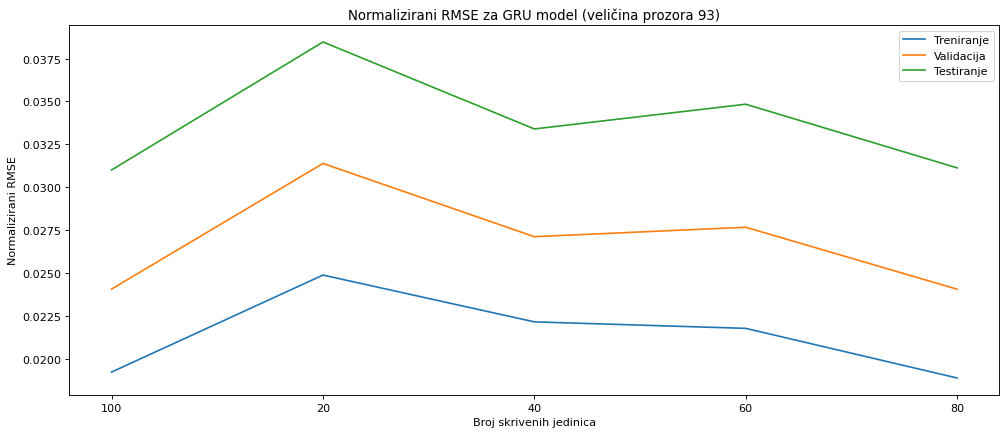 Normalizirani RMSE za GRU model (veličina prozora 93)
Treniranje
Validacija
Testiranje
Normalizirani RMSE
0.0375
0.0350
0.0325
0.0300
0.0275
0.0250
0.0225
0.0200
100 20 40 60 80
Broj skrivenih jedinica